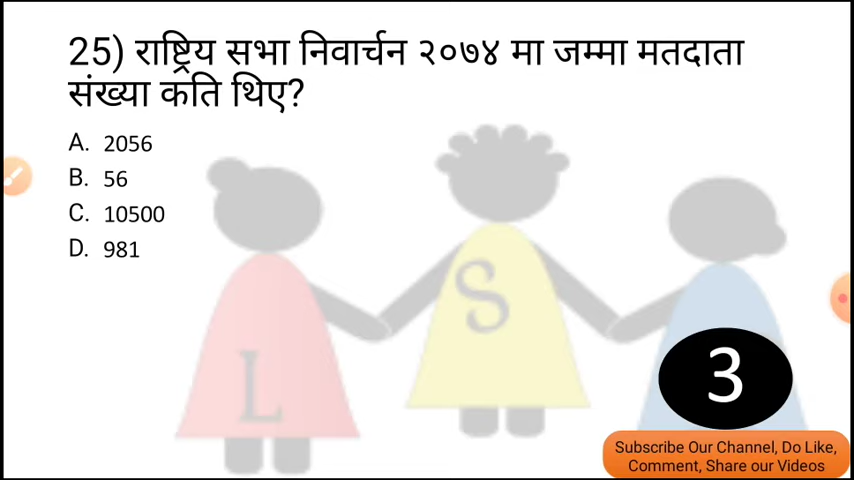 25) राष्ट्रिय सभा निवार्चन २०७४ मा जम्मा मतदाता
संख्या कति थिए?
A. 2056
B. 56
C. 10500
D. 981
L
S
3
Subscribe Our Channel, Do Like,
Comment, Share our Videos